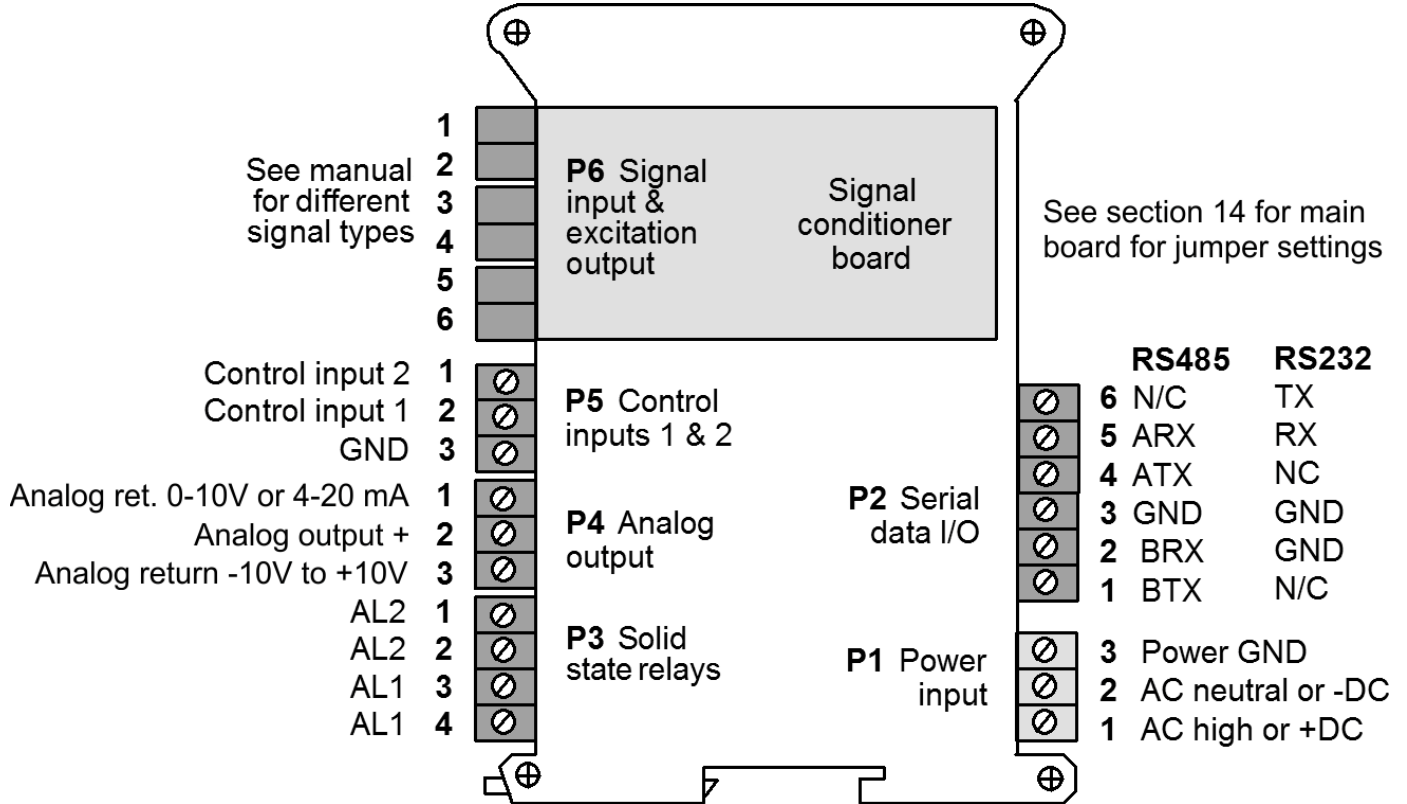 1
See manual 2
for different 3
signal types 4
5
6
P6 Signal
input &
excitation
output
Signal
conditioner
board
See section 14 for main
board for jumper settings
Control input 2 1
Control input 1 2
GND 3
P5 Control
inputs 1 & 2
Analog ret. 0-10V or 4-20 mA 1
Analog output + 2
Analog return -10V to +10V 3
P4 Analog
output
AL2 1
AL2 2
AL1 3
AL1 4
P3 Solid
state relays
RS485 RS232
6 N/C TX
5 ARX RX
4 ATX NC
3 GND GND
2 BRX GND
1 BTX N/C
P2 Serial
data I/O
P1 Power
input
3 Power GND
2 AC neutral or -DC
1 AC high or +DC